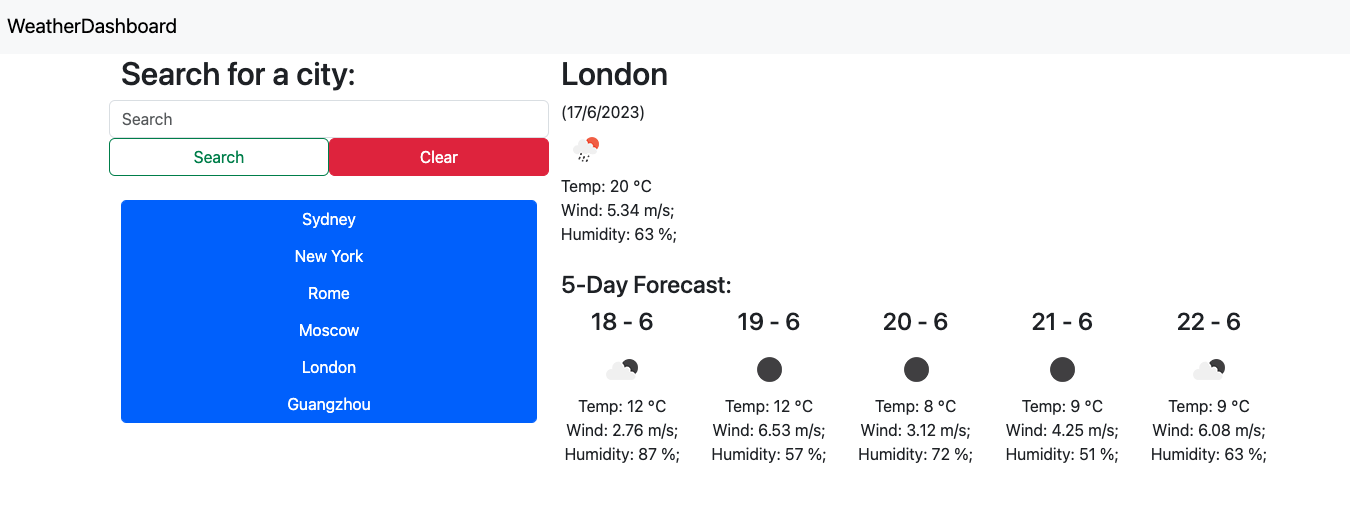 WeatherDashboard
Search for a city:
Search
Search Clear
Sydney
New York
Rome
Moscow
London
Guangzhou
London
(17/6/2023)
Temp: 20 °C
Wind: 5.34 m/s;
Humidity: 63 %;
5-Day Forecast:
18 - 6 19 - 6 20 - 6 21 - 6 22 - 6
Temp: 12 °C Temp: 12 °C Temp: 8 °C Temp: 9 °C Temp: 9 °C
Wind: 2.76 m/s; Wind: 6.53 m/s; Wind: 3.12 m/s; Wind: 4.25 m/s; Wind: 6.08 m/s;
Humidity: 87 %; Humidity: 57 %; Humidity: 72 %; Humidity: 51 %; Humidity: 63 %;